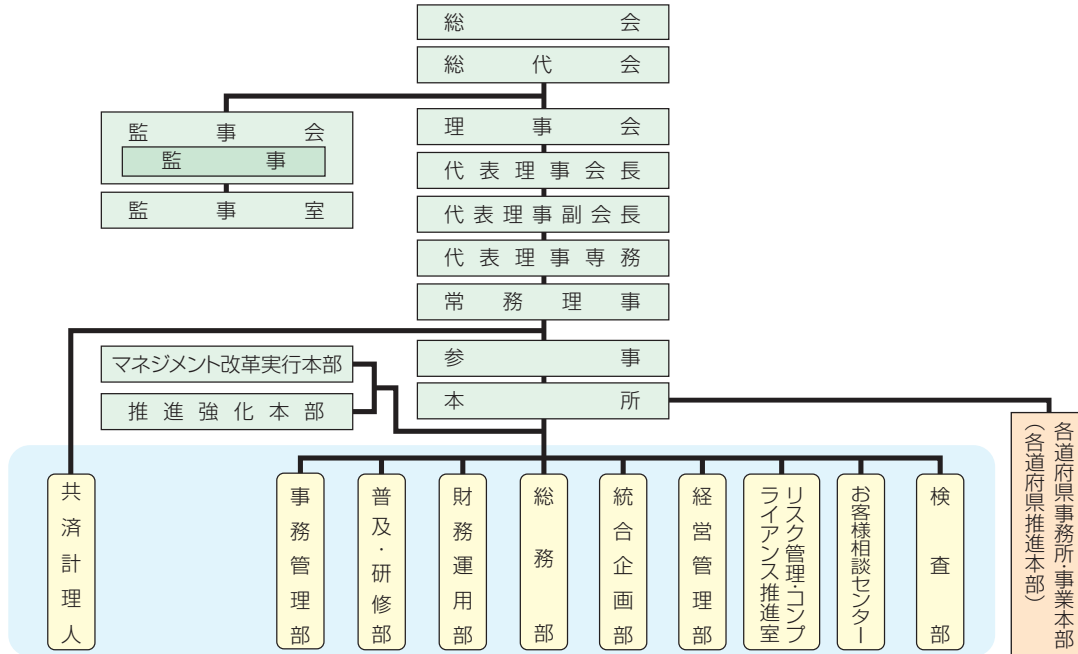 総会
総代会
監事会
監事
監事室
理事会
代表理事会長
代表理事副会長
代表理事専務
常務理事
参事
本所
マネジメント改革実行本部
推進強化本部
共済計理人
事務管理部
普及・研修部
財務運用部
総務部
統合企画部
経営管理部
リスク管理・コンプ
ライアンス推進室
お客様相談センター
検査部
各道府県事務所・事業本部
（各道府県推進本部）